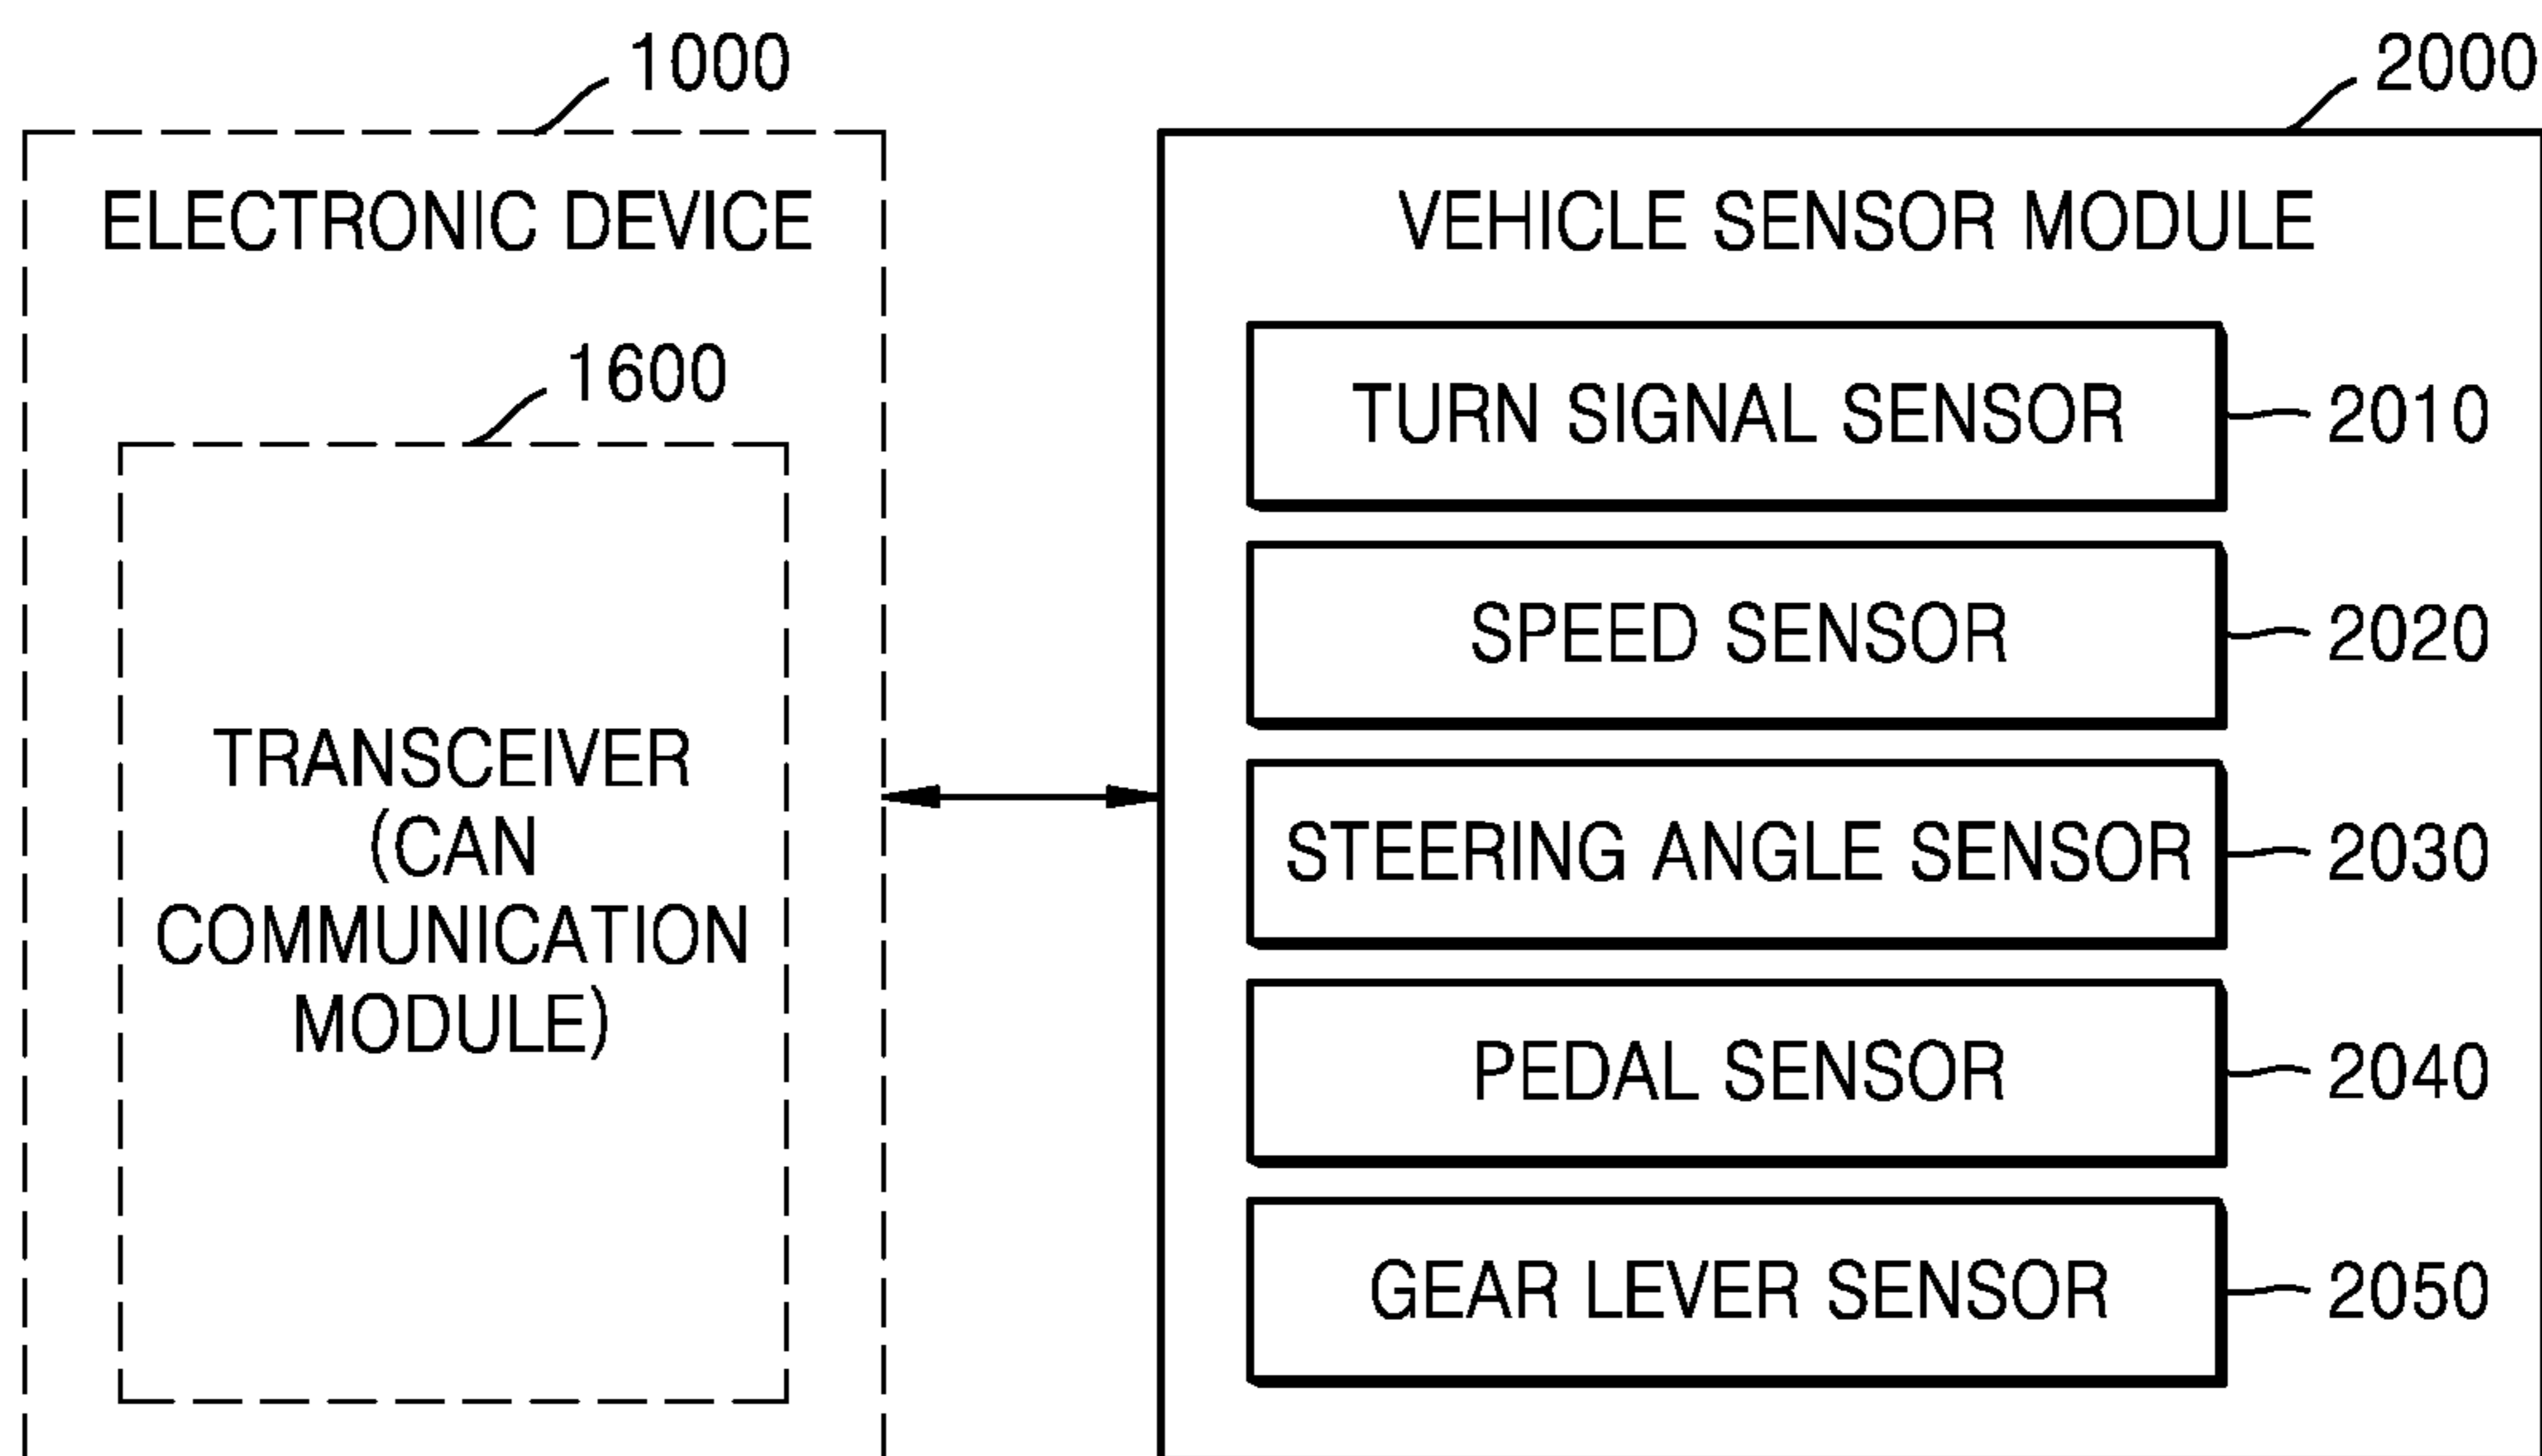 1000
2000
ELECTRONIC DEVICE
1600
TRANSCEIVER
(CAN
COMMUNICATION
MODULE)
VEHICLE SENSOR MODULE
TURN SIGNAL SENSOR
2010
SPEED SENSOR
2020
STEERING ANGLE SENSOR
2030
PEDAL SENSOR
2040
GEAR LEVER SENSOR
2050